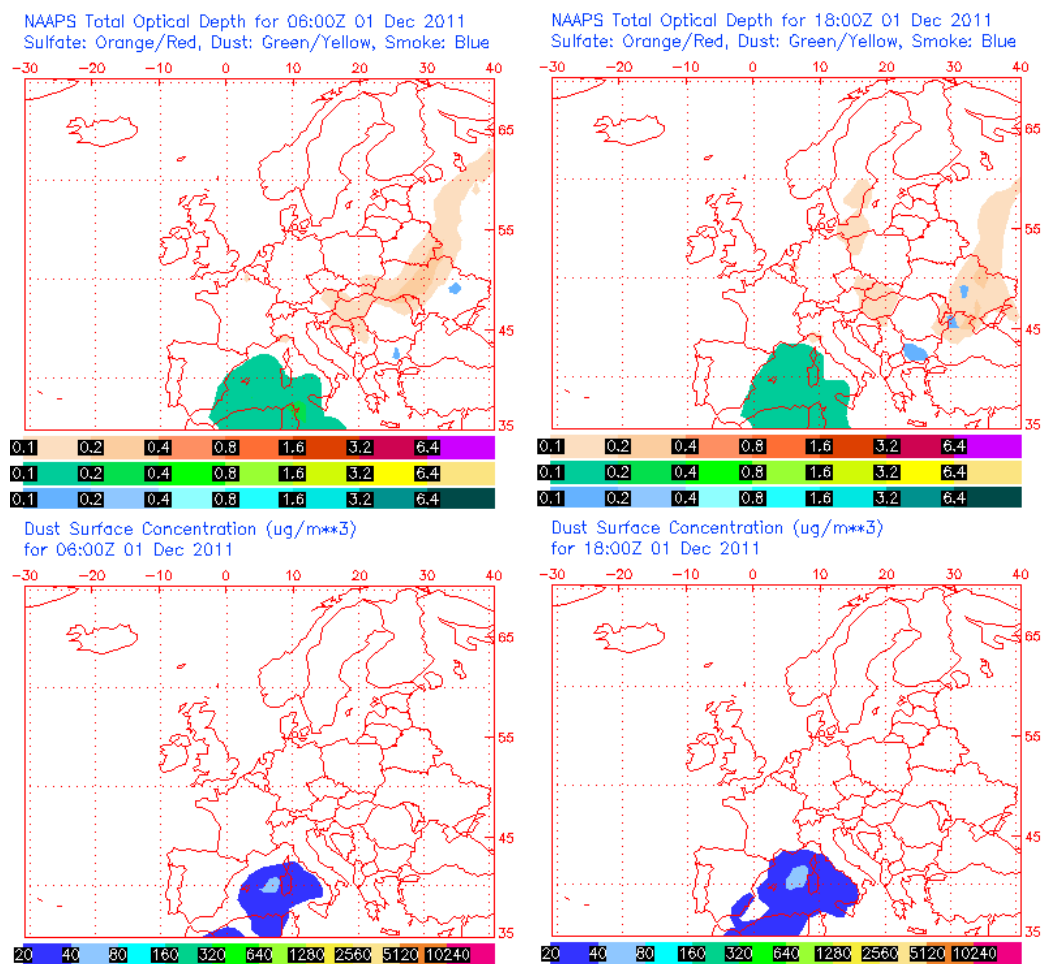 NAAPS Total Optical Depth for 06:00Z 01 Dec 2011
Sulfate: Orange/Red, Dust: Green/Yellow, Smoke: Blue
-30 -20 -10 0 10 20 30 40
65
55
45
35
0.1 0.2 0.4 0.8 1.6 3.2 6.4
0.1 0.2 0.4 0.8 1.6 3.2 6.4
0.1 0.2 0.4 0.8 1.6 3.2 6.4
NAAPS Total Optical Depth for 18:00Z 01 Dec 2011
Sulfate: Orange/Red, Dust: Green/Yellow, Smoke: Blue
-30 -20 -10 0 10 20 30 40
65
55
45
35
0.1 0.2 0.4 0.8 1.6 3.2 6.4
0.1 0.2 0.4 0.8 1.6 3.2 6.4
0.1 0.2 0.4 0.8 1.6 3.2 6.4
Dust Surface Concentration (ug/m**3)
for 06:00Z 01 Dec 2011
-30 -20 -10 0 10 20 30 40
65
55
45
35
20 40 80 160 320 640 1280 2560 5120 10240
Dust Surface Concentration (ug/m**3)
for 18:00Z 01 Dec 2011
-30 -20 -10 0 10 20 30 40
65
55
45
35
20 40 80 160 320 640 1280 2560 5120 10240